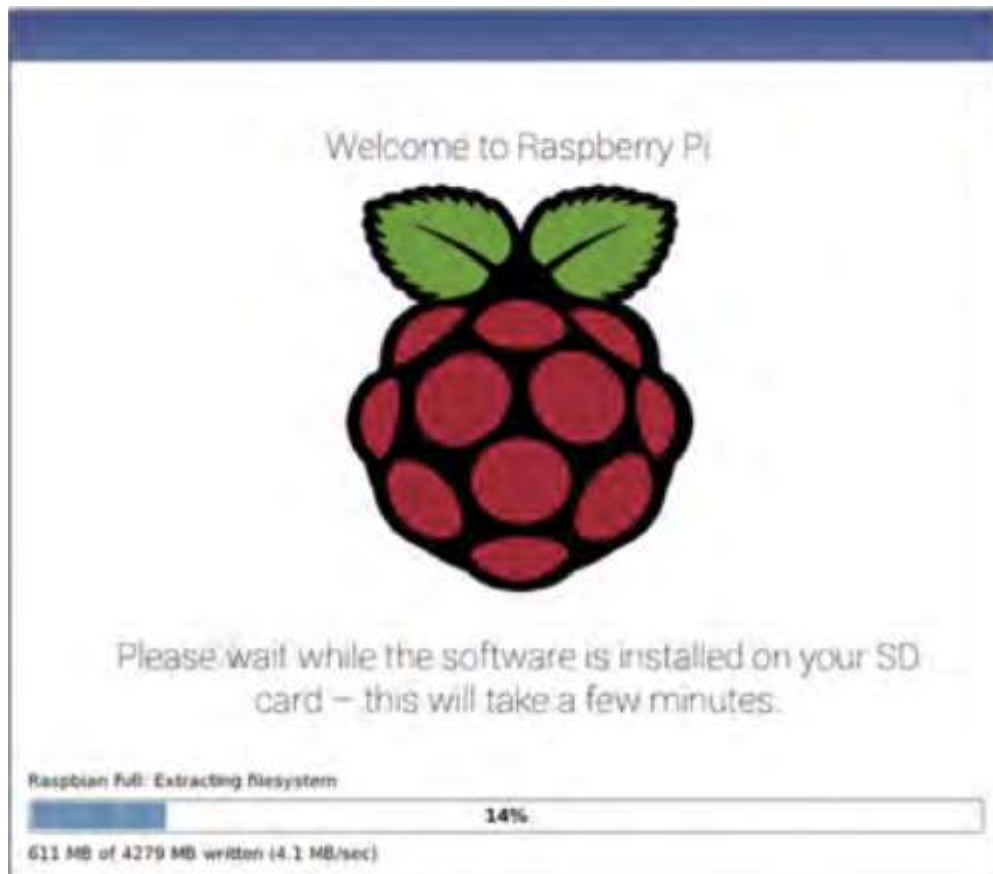 Welcome to Raspberry Pi
Please wait while the software is installed on your SD
card – this will take a few minutes.
Raspbian Full: Extracting filesystem
14%
611 MB of 4279 MB written (4.1 MB/sec)